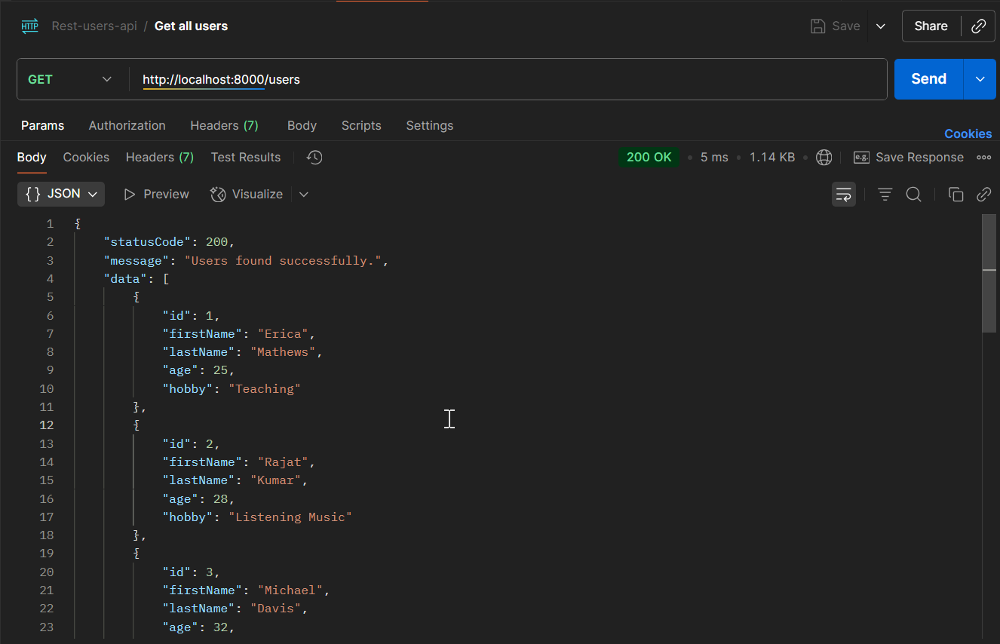 HTTP Rest-users-api / Get all users Save Share
GET http://localhost:8000/users Send
Params Authorization Headers (7) Body Scripts Settings
Cookies
Body Cookies Headers (7) Test Results 200 OK • 5 ms • 1.14 KB • e.g. Save Response
{} JSON Preview Visualize
1 {
2 "statusCode": 200,
3 "message": "Users found successfully.",
4 "data": [
5 {
6 "id": 1,
7 "firstName": "Erica",
8 "lastName": "Mathews",
9 "age": 25,
10 "hobby": "Teaching"
11 },
12 {
13 "id": 2,
14 "firstName": "Rajat",
15 "lastName": "Kumar",
16 "age": 28,
17 "hobby": "Listening Music"
18 },
19 {
20 "id": 3,
21 "firstName": "Michael",
22 "lastName": "Davis",
23 "age": 32,